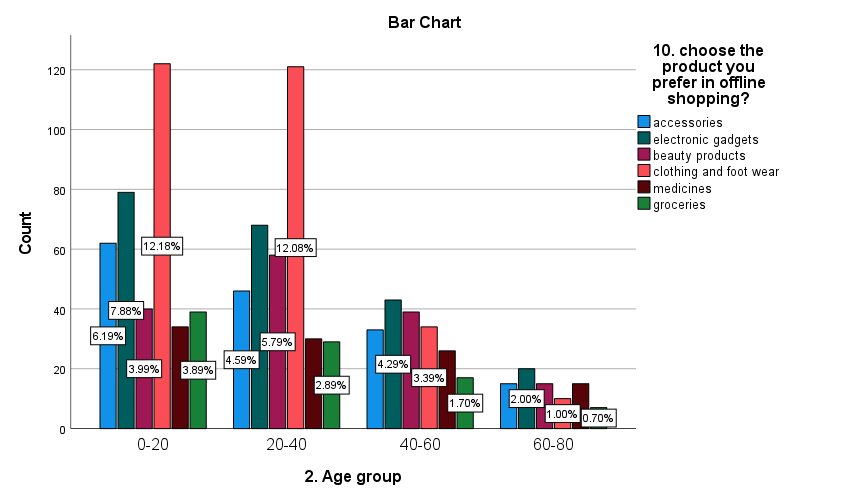 Bar Chart
10. choose the
product you
prefer in offline
shopping?
accessories
electronic gadgets
beauty products
clothing and foot wear
medicines
groceries
Count
120
100
80
60
40
20
0
12.18%
12.08%
7.88%
6.19%
3.99%
3.89%
5.79%
4.59%
2.89%
4.29%
3.39%
1.70%
2.00%
1.00%
0.70%
0-20 20-40 40-60 60-80
2. Age group